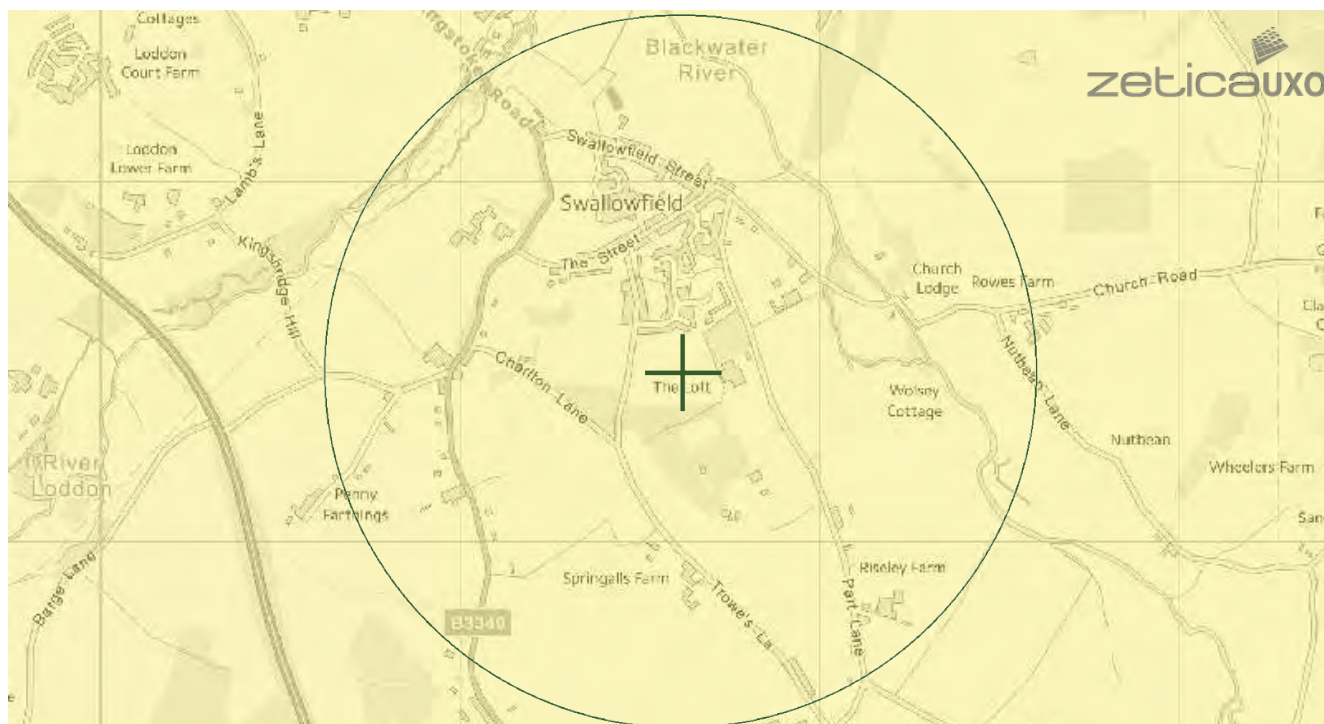 Cottages
Loddon
Court Farm
Blackwater
River
zeticauxo
Road
Swallowfield Street
Lamb's Lane
Loddon
Lower Farm
Swallowfield
The Street
Kingsbridge Hill
Church
Lodge
Rowes Farm
Church Road
Charlton Lane
The Loft
Nutbean Lane
Wolsey
Cottage
Nutbean
Wheelers Farm
River
Loddon
Penny
Farthings
Barge Lane
Springalls Farm
Trowe's La
Part Lane
Riseley Farm
B3349